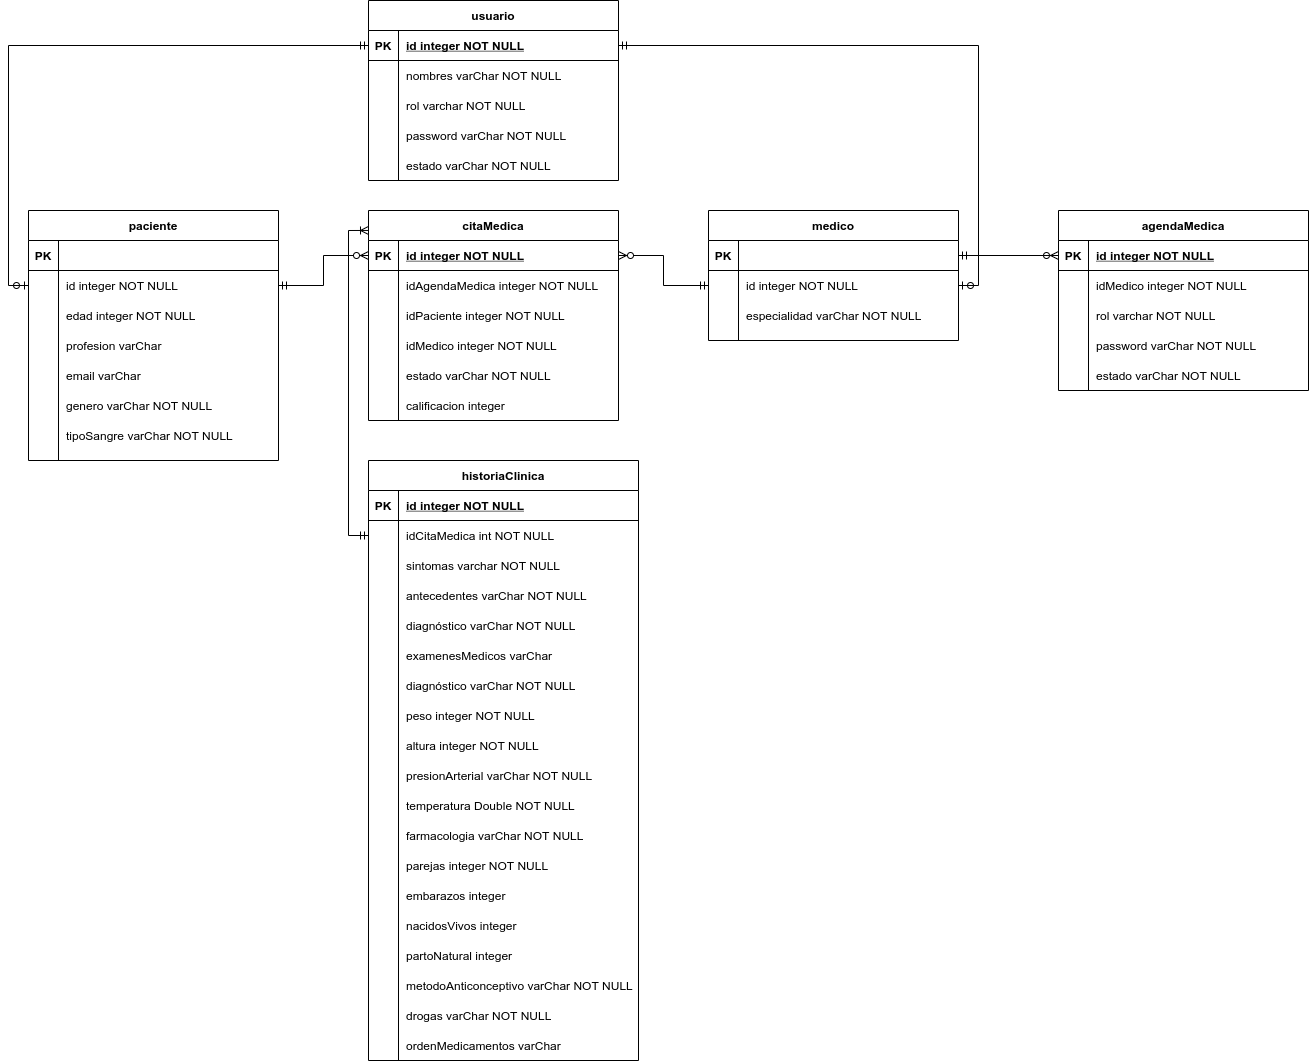 usuario
PK
id integer NOT NULL
nombres varChar NOT NULL
rol varchar NOT NULL
password varChar NOT NULL
estado varChar NOT NULL
paciente
PK
id integer NOT NULL
edad integer NOT NULL
profesion varChar
email varChar
genero varChar NOT NULL
tipoSangre varChar NOT NULL
citaMedica
PK
id integer NOT NULL
idAgendaMedica integer NOT NULL
idPaciente integer NOT NULL
idMedico integer NOT NULL
estado varChar NOT NULL
calificacion integer
medico
PK
id integer NOT NULL
especialidad varChar NOT NULL
agendaMedica
PK
id integer NOT NULL
idMedico integer NOT NULL
rol varchar NOT NULL
password varChar NOT NULL
estado varChar NOT NULL
historiaClinica
PK
id integer NOT NULL
idCitaMedica int NOT NULL
sintomas varchar NOT NULL
antecedentes varChar NOT NULL
diagnóstico varChar NOT NULL
examenesMedicos varChar
diagnóstico varChar NOT NULL
peso integer NOT NULL
altura integer NOT NULL
presionArterial varChar NOT NULL
temperatura Double NOT NULL
farmacologia varChar NOT NULL
parejas integer NOT NULL
embarazos integer
nacidosVivos integer
partoNatural integer
metodoAnticonceptivo varChar NOT NULL
drogas varChar NOT NULL
ordenMedicamentos varChar